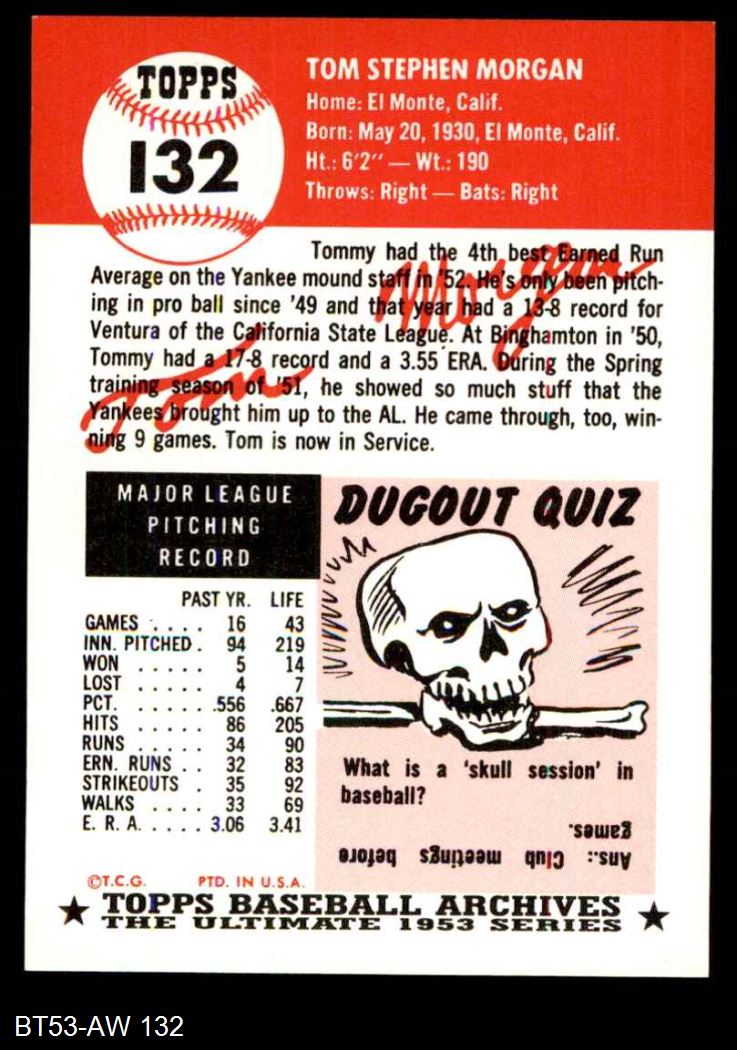 TOPPS
132
TOM STEPHEN MORGAN
Home: El Monte, Calif.
Born: May 20, 1930, El Monte, Calif.
Ht.: 6'2" — Wt.: 190
Throws: Right — Bats: Right
Tommy had the 4th best Earned Run
Average on the Yankee mound staff in '52. He's only been pitch-
ing in pro ball since '49 and that year had a 13-8 record for
Ventura of the California State League. At Binghamton in '50,
Tommy had a 17-8 record and a 3.55 ERA. During the Spring
training season of '51, he showed so much stuff that the
Yankees brought him up to the AL. He came through, too, win-
ning 9 games. Tom is now in Service.
Tom Morgan
MAJOR LEAGUE
PITCHING
RECORD
PAST YR. LIFE
GAMES . . . . . 16 43
INN. PITCHED . 94 219
WON . . . . . 5 14
LOST . . . . . . 4 7
PCT. . . . . . . .556 .667
HITS . . . . . . 86 205
RUNS . . . . . 34 90
ERN. RUNS . . 32 83
STRIKEOUTS . 35 92
WALKS . . . . 33 69
E. R. A. . . . . . 3.06 3.41
DUGOUT QUIZ
What is a 'skull session' in
baseball?
Ans.: Club meetings before
games.
©T.C.G. PTD. IN U.S.A.
★ TOPPS BASEBALL ARCHIVES ★
THE ULTIMATE 1953 SERIES
BT53-AW 132